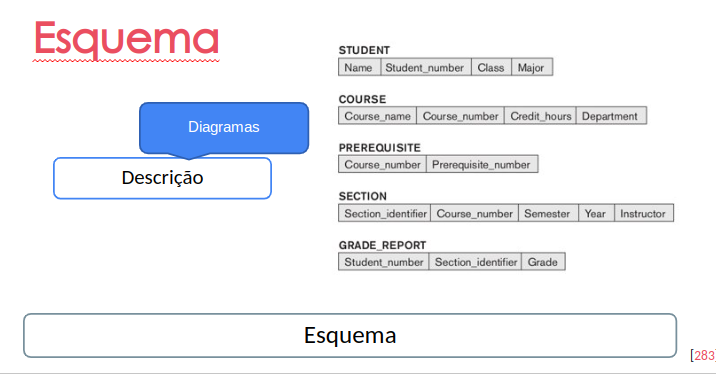 Esquema
Diagramas
Descrição
STUDENT
Name Student_number Class Major
COURSE
Course_name Course_number Credit_hours Department
PREREQUISITE
Course_number Prerequisite_number
SECTION
Section_identifier Course_number Semester Year Instructor
GRADE_REPORT
Student_number Section_identifier Grade
Esquema
[283]